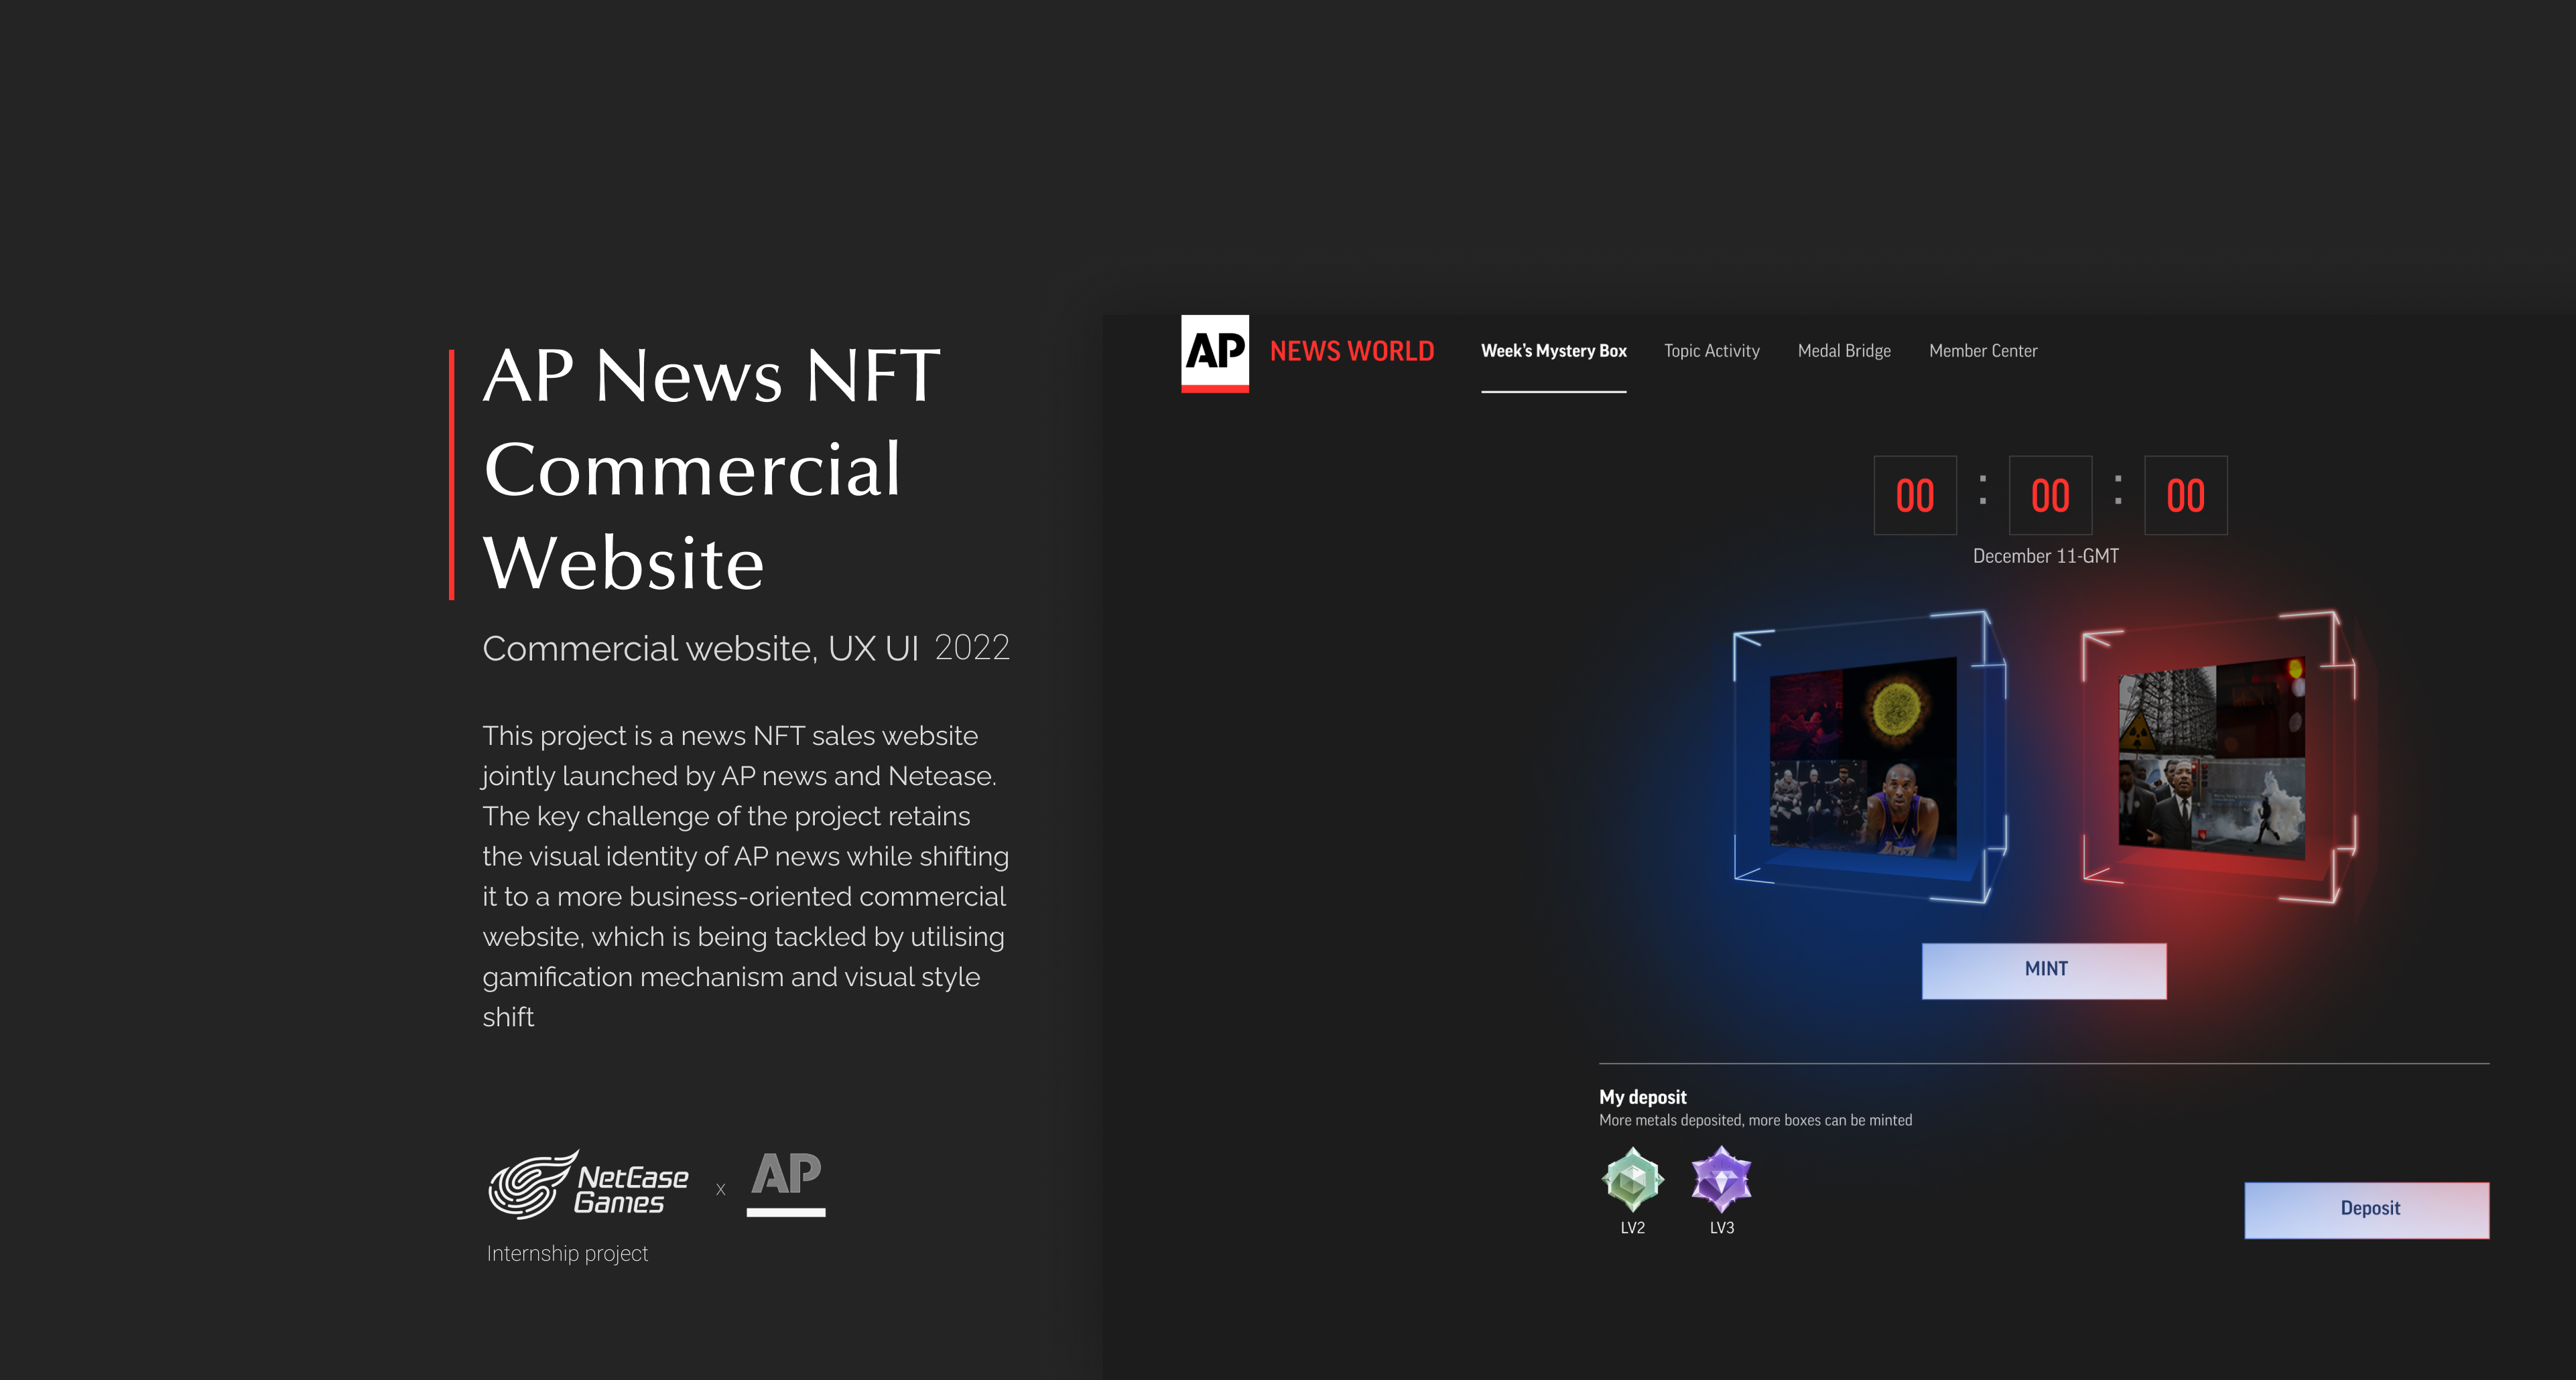 AP News NFT
Commercial
Website
Commercial website, UX UI 2022
This project is a news NFT sales website
jointly launched by AP news and Netease.
The key challenge of the project retains
the visual identity of AP news while shifting
it to a more business-oriented commercial
website, which is being tackled by utilising
gamification mechanism and visual style
shift
NetEase
Games
x
AP
Internship project
AP
NEWS WORLD
Week's Mystery Box
Topic Activity
Medal Bridge
Member Center
00 : 00 : 00
December 11-GMT
MINT
My deposit
More metals deposited, more boxes can be minted
LV2
LV3
Deposit